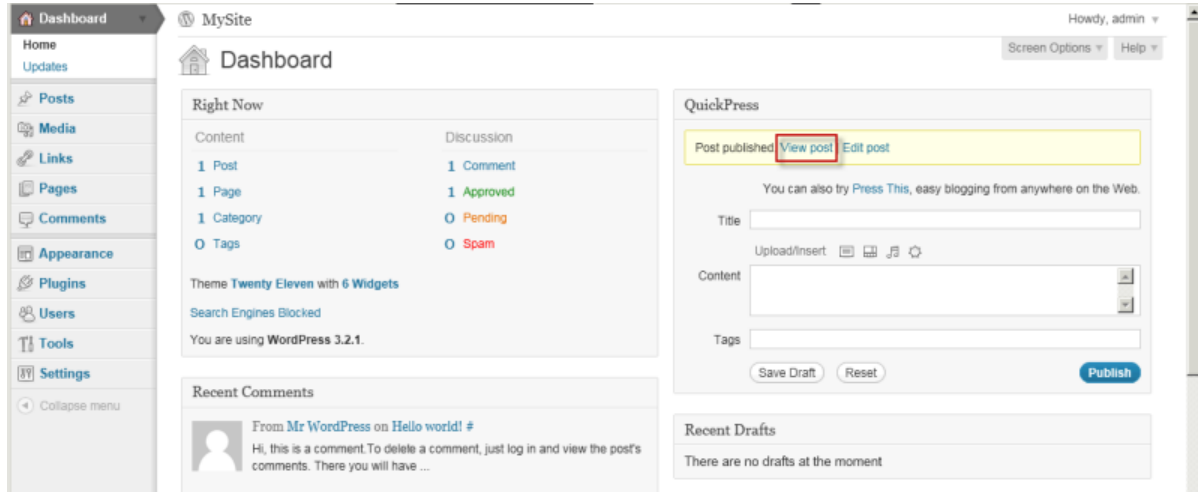 Dashboard
Home
Updates
Posts
Media
Links
Pages
Comments
Appearance
Plugins
Users
Tools
Settings
Collapse menu
MySite
Howdy, admin
Screen Options
Help
Dashboard
Right Now
Content
Discussion
1 Post
1 Comment
1 Page
1 Approved
1 Category
0 Pending
0 Tags
0 Spam
Theme Twenty Eleven with 6 Widgets
Search Engines Blocked
You are using WordPress 3.2.1.
Recent Comments
From Mr WordPress on Hello world! #
Hi, this is a comment.To delete a comment, just log in and view the post's
comments. There you will have ...
QuickPress
Post published. View post | Edit post
You can also try Press This, easy blogging from anywhere on the Web.
Title
Upload/Insert
Content
Tags
Save Draft
Reset
Publish
Recent Drafts
There are no drafts at the moment